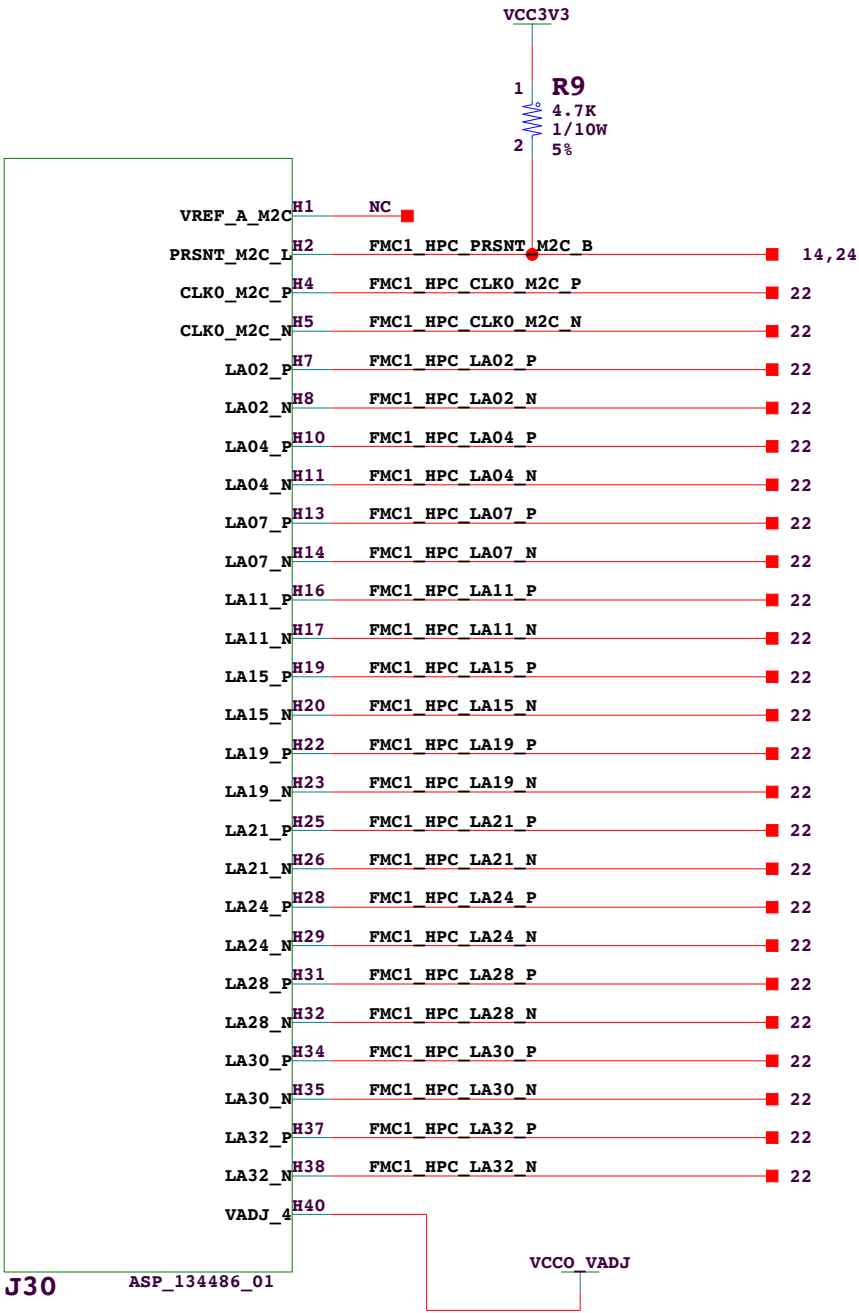 VCC3V3
1 R9
4.7K
1/10W
2 5%
VREF_A_M2C H1 NC
PRSNT_M2C_L H2 FMC1_HPC_PRSNT_M2C_B 14,24
CLK0_M2C_P H4 FMC1_HPC_CLK0_M2C_P 22
CLK0_M2C_N H5 FMC1_HPC_CLK0_M2C_N 22
LA02_P H7 FMC1_HPC_LA02_P 22
LA02_N H8 FMC1_HPC_LA02_N 22
LA04_P H10 FMC1_HPC_LA04_P 22
LA04_N H11 FMC1_HPC_LA04_N 22
LA07_P H13 FMC1_HPC_LA07_P 22
LA07_N H14 FMC1_HPC_LA07_N 22
LA11_P H16 FMC1_HPC_LA11_P 22
LA11_N H17 FMC1_HPC_LA11_N 22
LA15_P H19 FMC1_HPC_LA15_P 22
LA15_N H20 FMC1_HPC_LA15_N 22
LA19_P H22 FMC1_HPC_LA19_P 22
LA19_N H23 FMC1_HPC_LA19_N 22
LA21_P H25 FMC1_HPC_LA21_P 22
LA21_N H26 FMC1_HPC_LA21_N 22
LA24_P H28 FMC1_HPC_LA24_P 22
LA24_N H29 FMC1_HPC_LA24_N 22
LA28_P H31 FMC1_HPC_LA28_P 22
LA28_N H32 FMC1_HPC_LA28_N 22
LA30_P H34 FMC1_HPC_LA30_P 22
LA30_N H35 FMC1_HPC_LA30_N 22
LA32_P H37 FMC1_HPC_LA32_P 22
LA32_N H38 FMC1_HPC_LA32_N 22
VADJ_4 H40
VCCO_VADJ
J30 ASP_134486_01